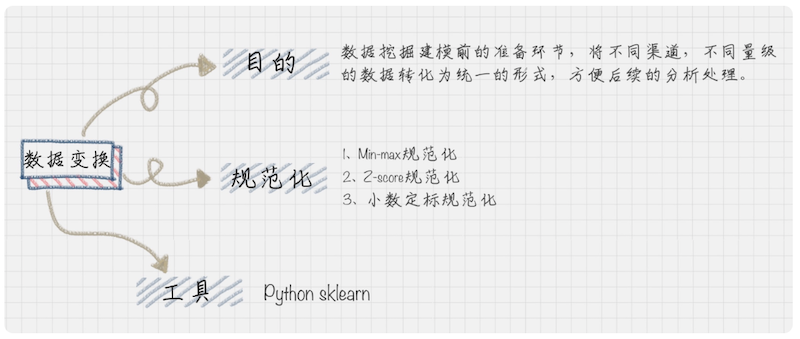 目的
数据挖掘建模前的准备环节，将不同渠道，不同量级
的数据转化为统一的形式，方便后续的分析处理。
数据变换
规范化
1、Min-max规范化
2、Z-score规范化
3、小数定标规范化
工具
Python sklearn